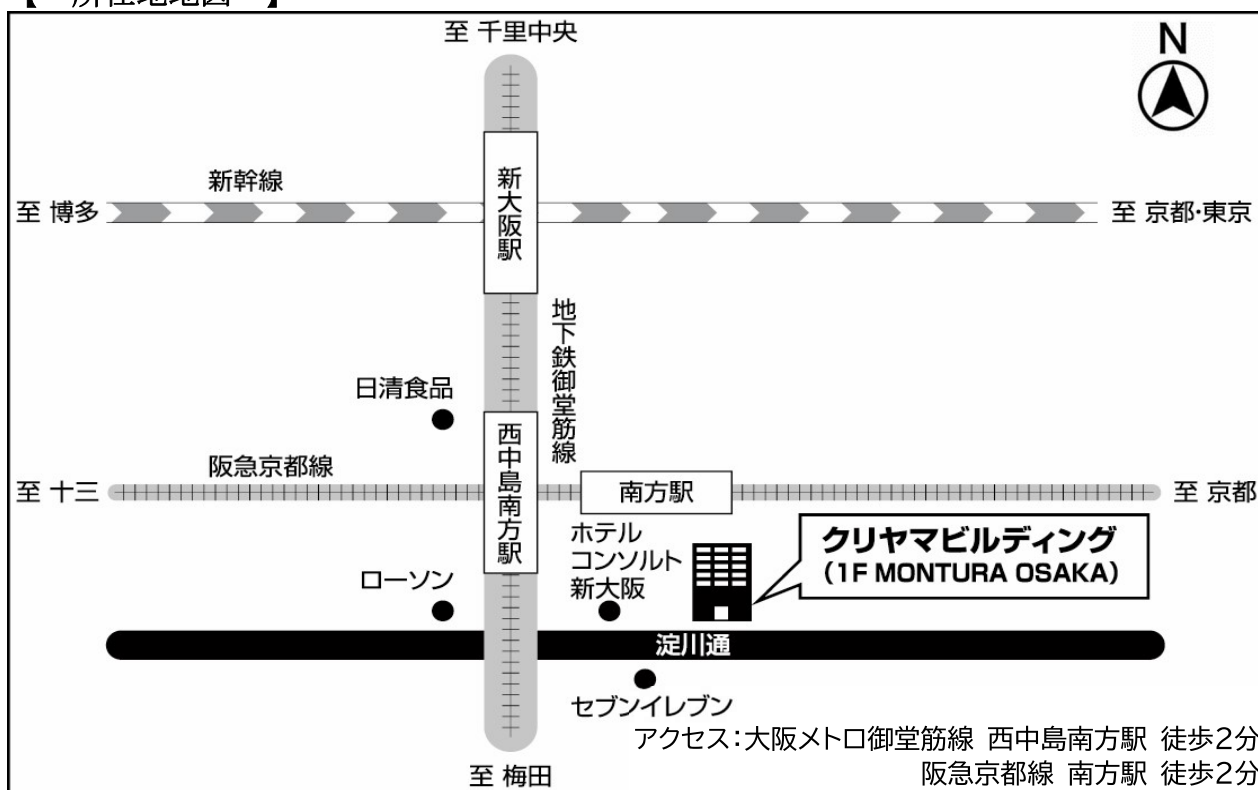 【　所在地地図　】
至 千里中央
N
新幹線
新大阪駅
至 博多
至 京都・東京
地下鉄御堂筋線
日清食品
西中島南方駅
阪急京都線
至 十三
南方駅
至 京都
ホテル
コンソルト
新大阪
クリヤマビルディング
(1F MONTURA OSAKA)
ローソン
淀川通
セブンイレブン
アクセス：大阪メトロ御堂筋線 西中島南方駅 徒歩2分
阪急京都線 南方駅 徒歩2分
至 梅田